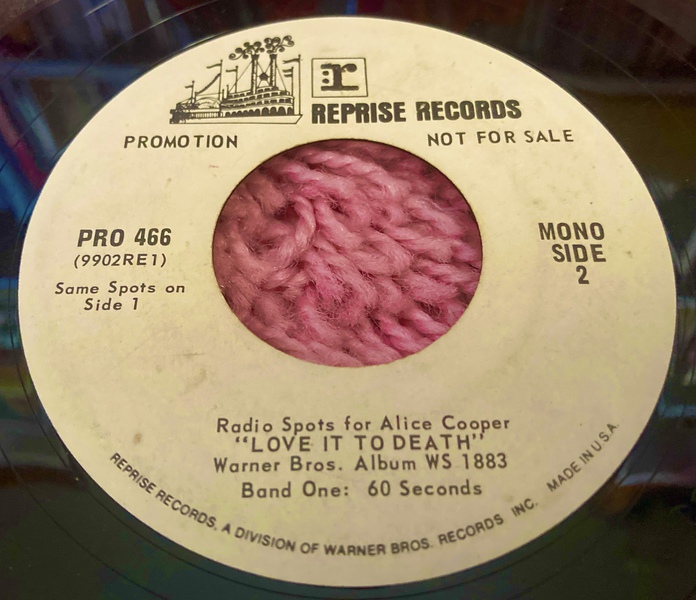 r
REPRISE RECORDS
PROMOTION
NOT FOR SALE
PRO 466
(9902RE1)
Same Spots on
Side 1
MONO
SIDE
2
Radio Spots for Alice Cooper
"LOVE IT TO DEATH"
Warner Bros. Album WS 1883
Band One: 60 Seconds
REPRISE RECORDS, A DIVISION OF WARNER BROS. RECORDS INC. MADE IN U.S.A.